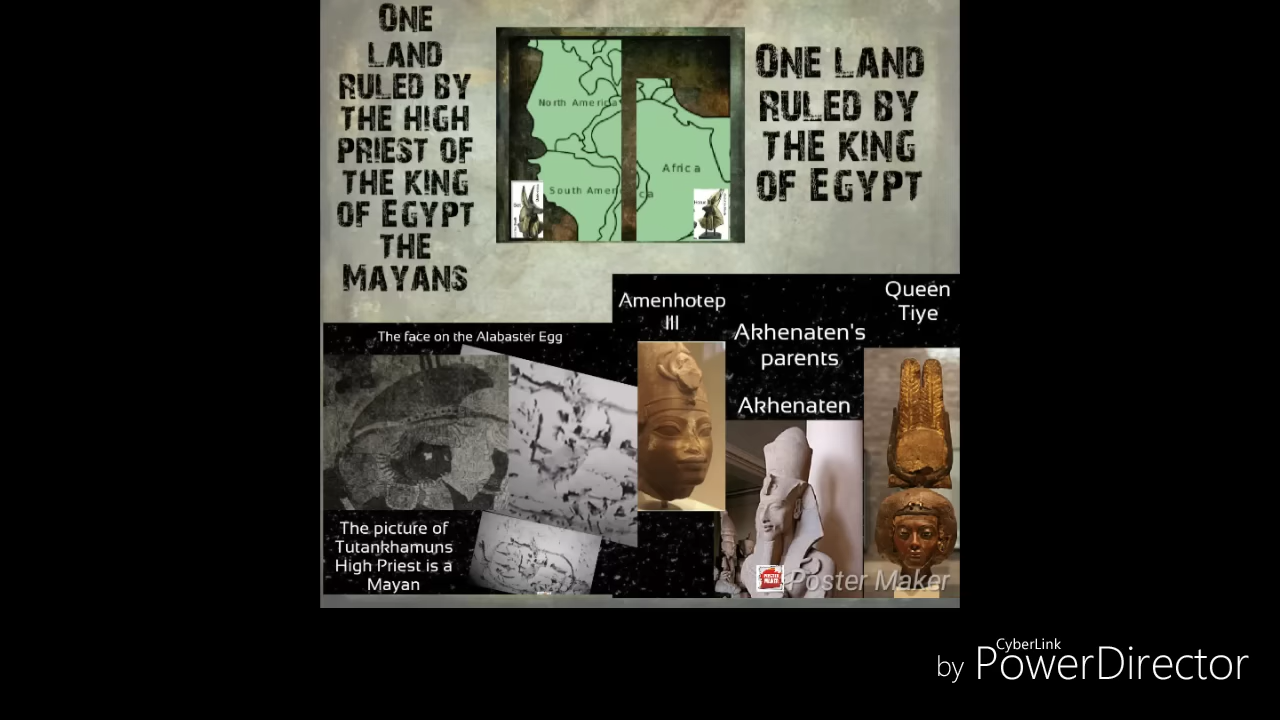 ONE
LAND
RULED BY
THE HIGH
PRIEST OF
THE KING
OF EGYPT
THE
MAYANS
North America
South Ameri
ca
Africa
ONE LAND
RULED BY
THE KING
OF EGYPT
The face on the Alabaster Egg
The picture of
Tutankhamuns
High Priest is a
Mayan
Amenhotep
III
Akhenaten's
parents
Akhenaten
Queen
Tiye
Poster Maker
CyberLink
by PowerDirector